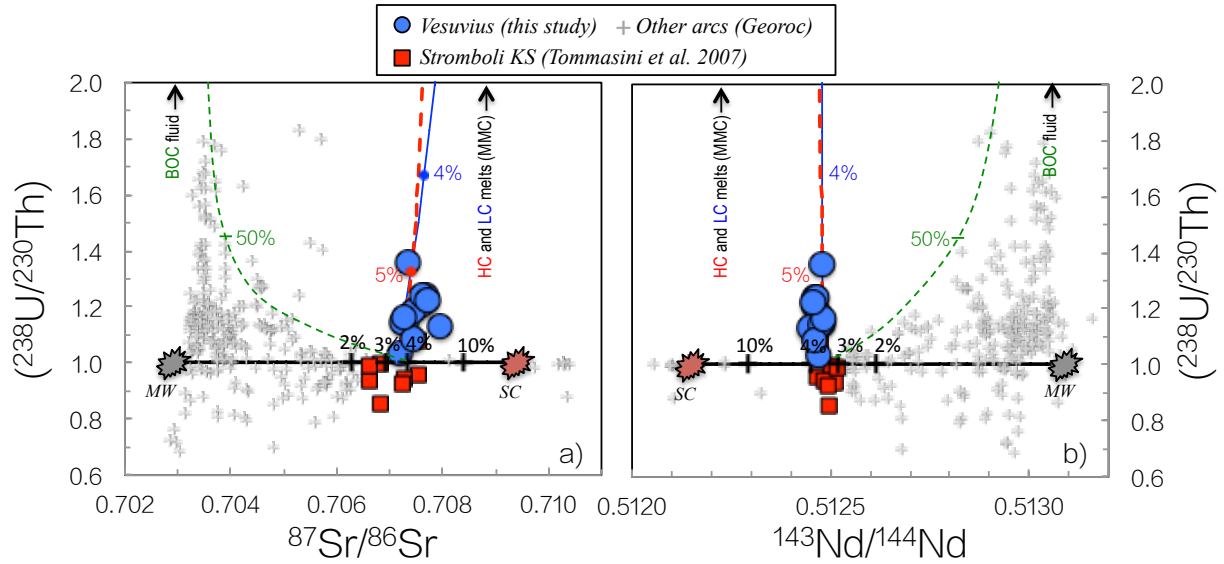 Vesuvius (this study) Other arcs (Georoc)
Stromboli KS (Tommasini et al. 2007)
(238U/230Th)
2.0
1.8
1.6
1.4
1.2
1.0
0.8
0.6
BOC fluid
HC and LC melts (MMC)
4%
50%
5%
2%
3%
4%
10%
MW
SC
a)
0.702
0.704
0.706
0.708
0.710
87Sr/86Sr
HC and LC melts (MMC)
BOC fluid
4%
50%
5%
10%
4%
3%
2%
SC
MW
b)
0.5120
0.5125
0.5130
143Nd/144Nd
2.0
1.8
1.6
1.4
1.2
1.0
0.8
0.6
(238U/230Th)